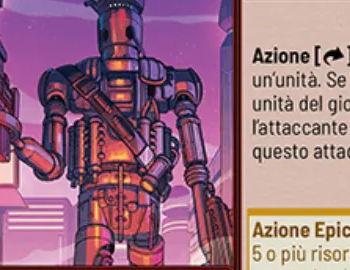 Azione [
un'unità. Se
unità del gio
l'attaccante
questo attac
Azione Epic
5 o più risor